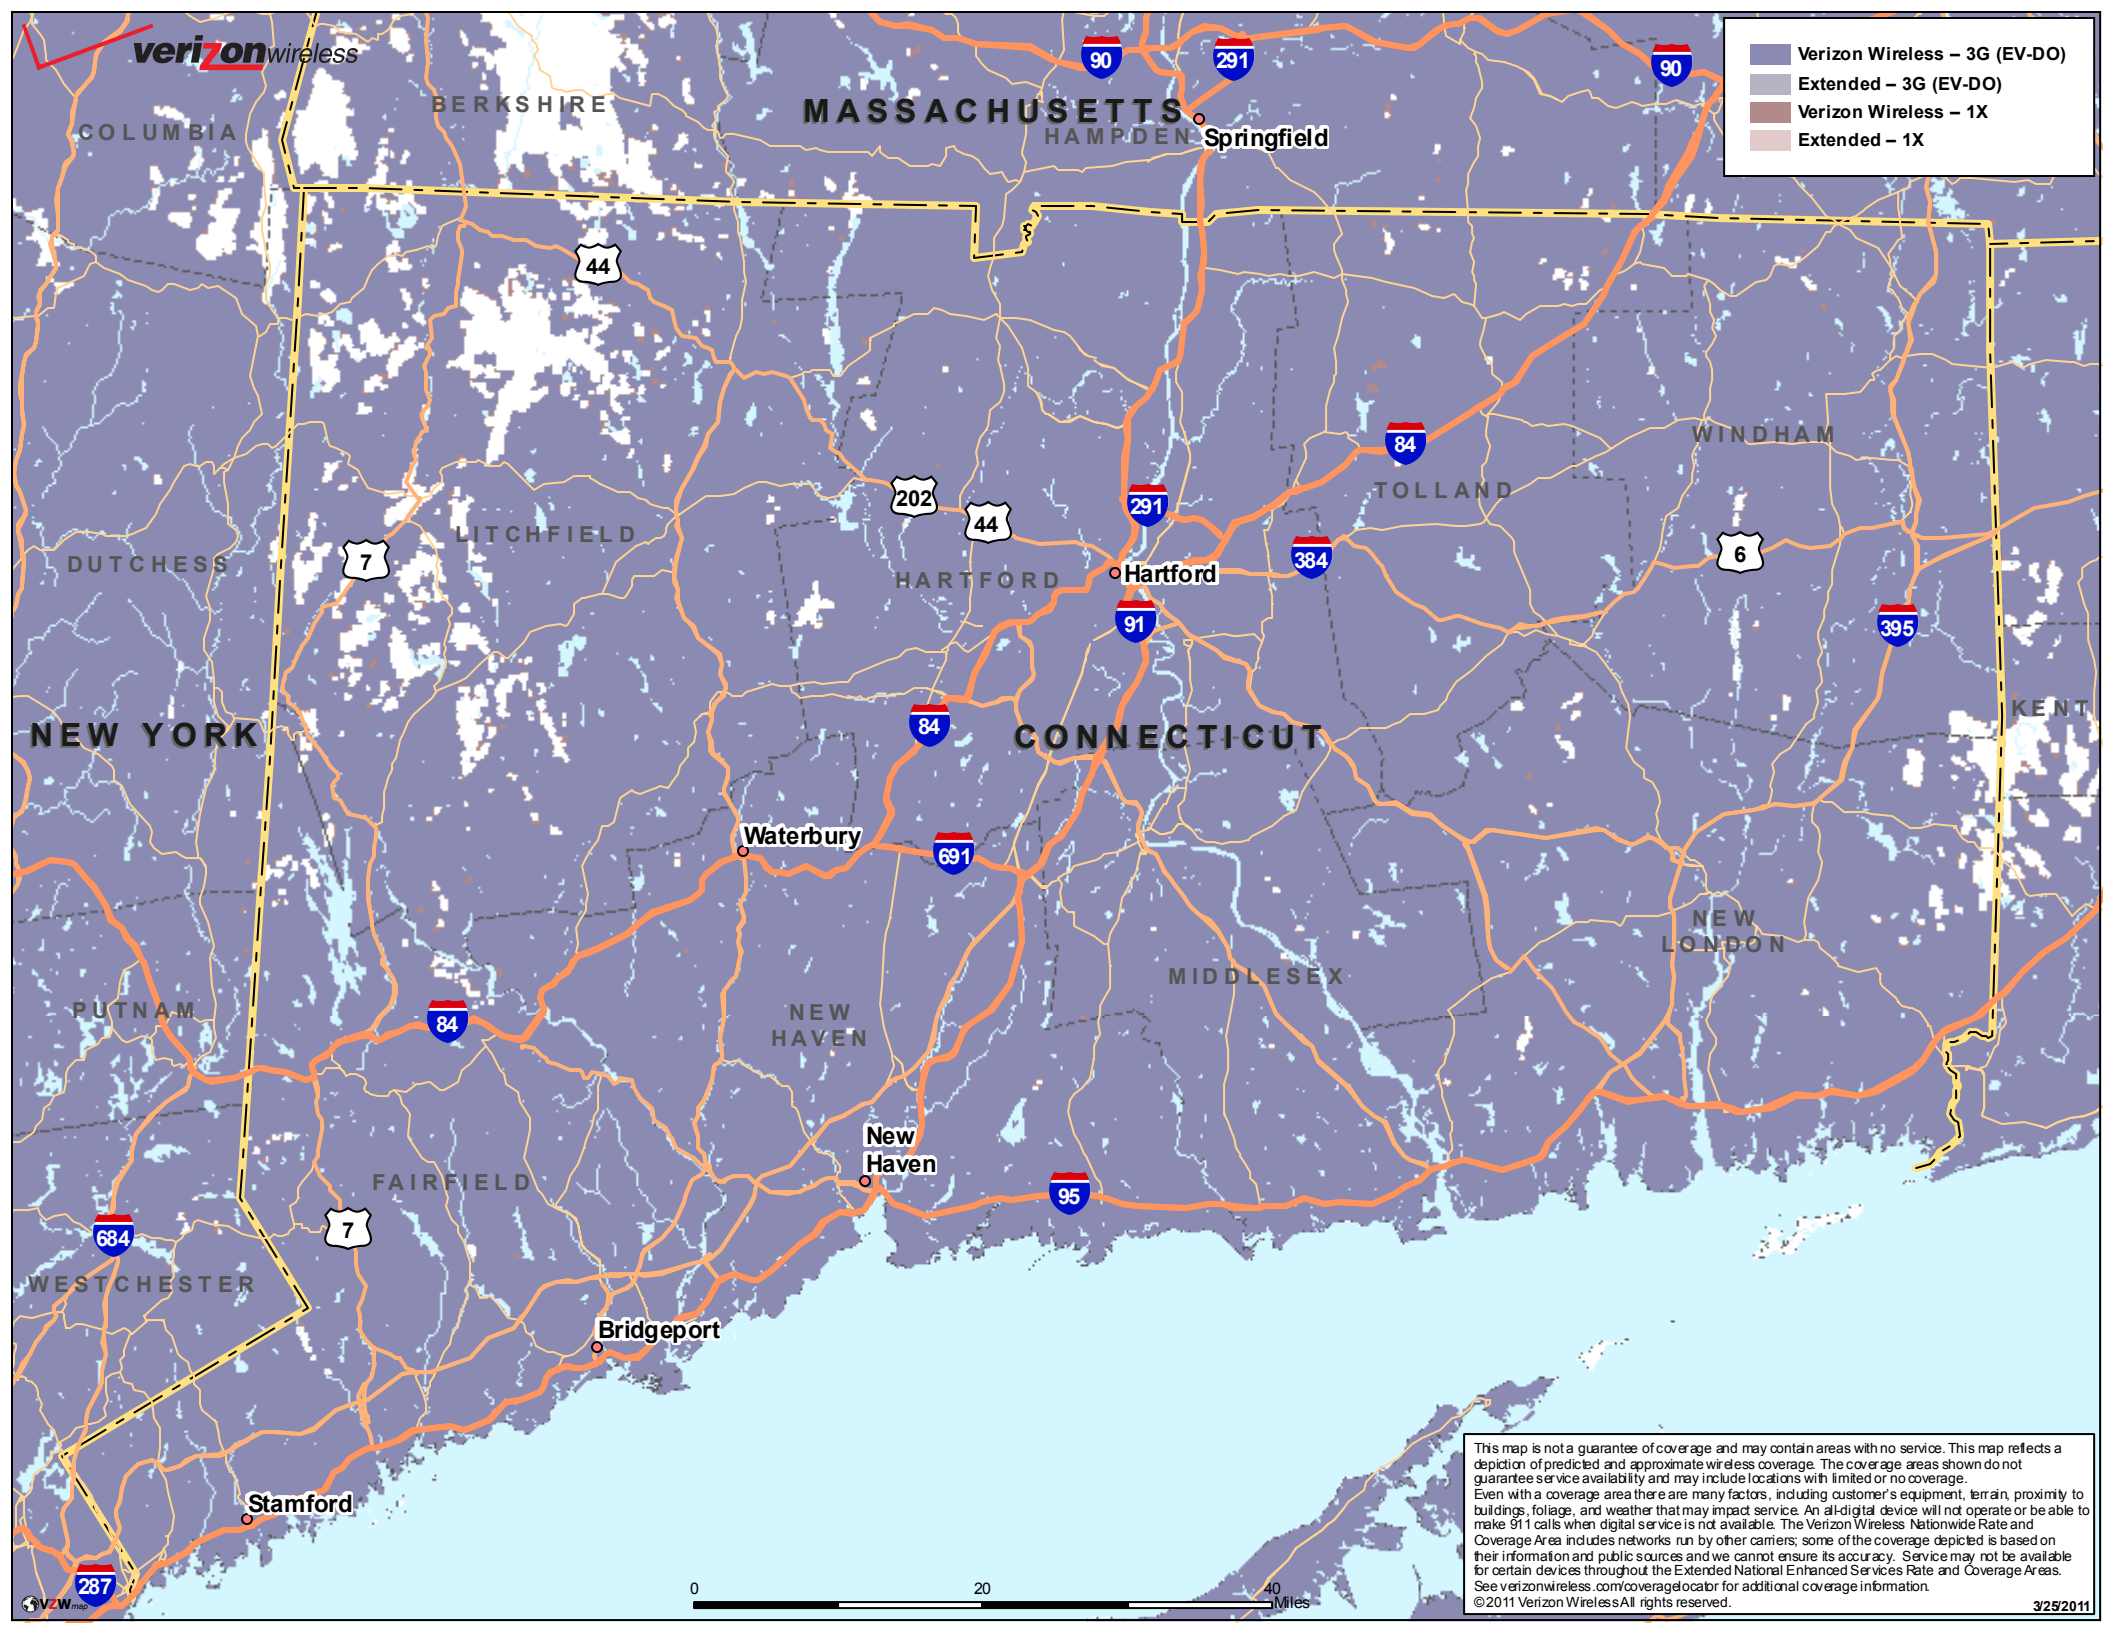 verizonwireless
Verizon Wireless – 3G (EV-DO)
Extended – 3G (EV-DO)
Verizon Wireless – 1X
Extended – 1X
90
291
90
BERKSHIRE
MASSACHUSETTS
COLUMBIA
HAMPDEN
Springfield
44
84
WINDHAM
202
44
291
TOLLAND
LITCHFIELD
7
DUTCHESS
HARTFORD
Hartford
384
6
91
395
NEW YORK
84
CONNECTICUT
KENT
Waterbury
691
NEW
LONDON
MIDDLESEX
PUTNAM
84
NEW
HAVEN
New
Haven
FAIRFIELD
95
7
684
WESTCHESTER
Bridgeport
Stamford
287
VZWmap
0 20 40
Miles
This map is not a guarantee of coverage and may contain areas with no service. This map reflects a
depiction of predicted and approximate wireless coverage. The coverage areas shown do not
guarantee service availability and may include locations with limited or no coverage.
Even with a coverage area there are many factors, including customer's equipment, terrain, proximity to
buildings, foliage, and weather that may impact service. An all-digital device will not operate or be able to
make 911 calls when digital service is not available. The Verizon Wireless Nationwide Rate and
Coverage Area includes networks run by other carriers; some of the coverage depicted is based on
their information and public sources and we cannot ensure its accuracy. Service may not be available
for certain devices throughout the Extended National Enhanced Services Rate and Coverage Areas.
See verizonwireless.com/coveragelocator for additional coverage information.
©2011 Verizon Wireless All rights reserved.
3/25/2011